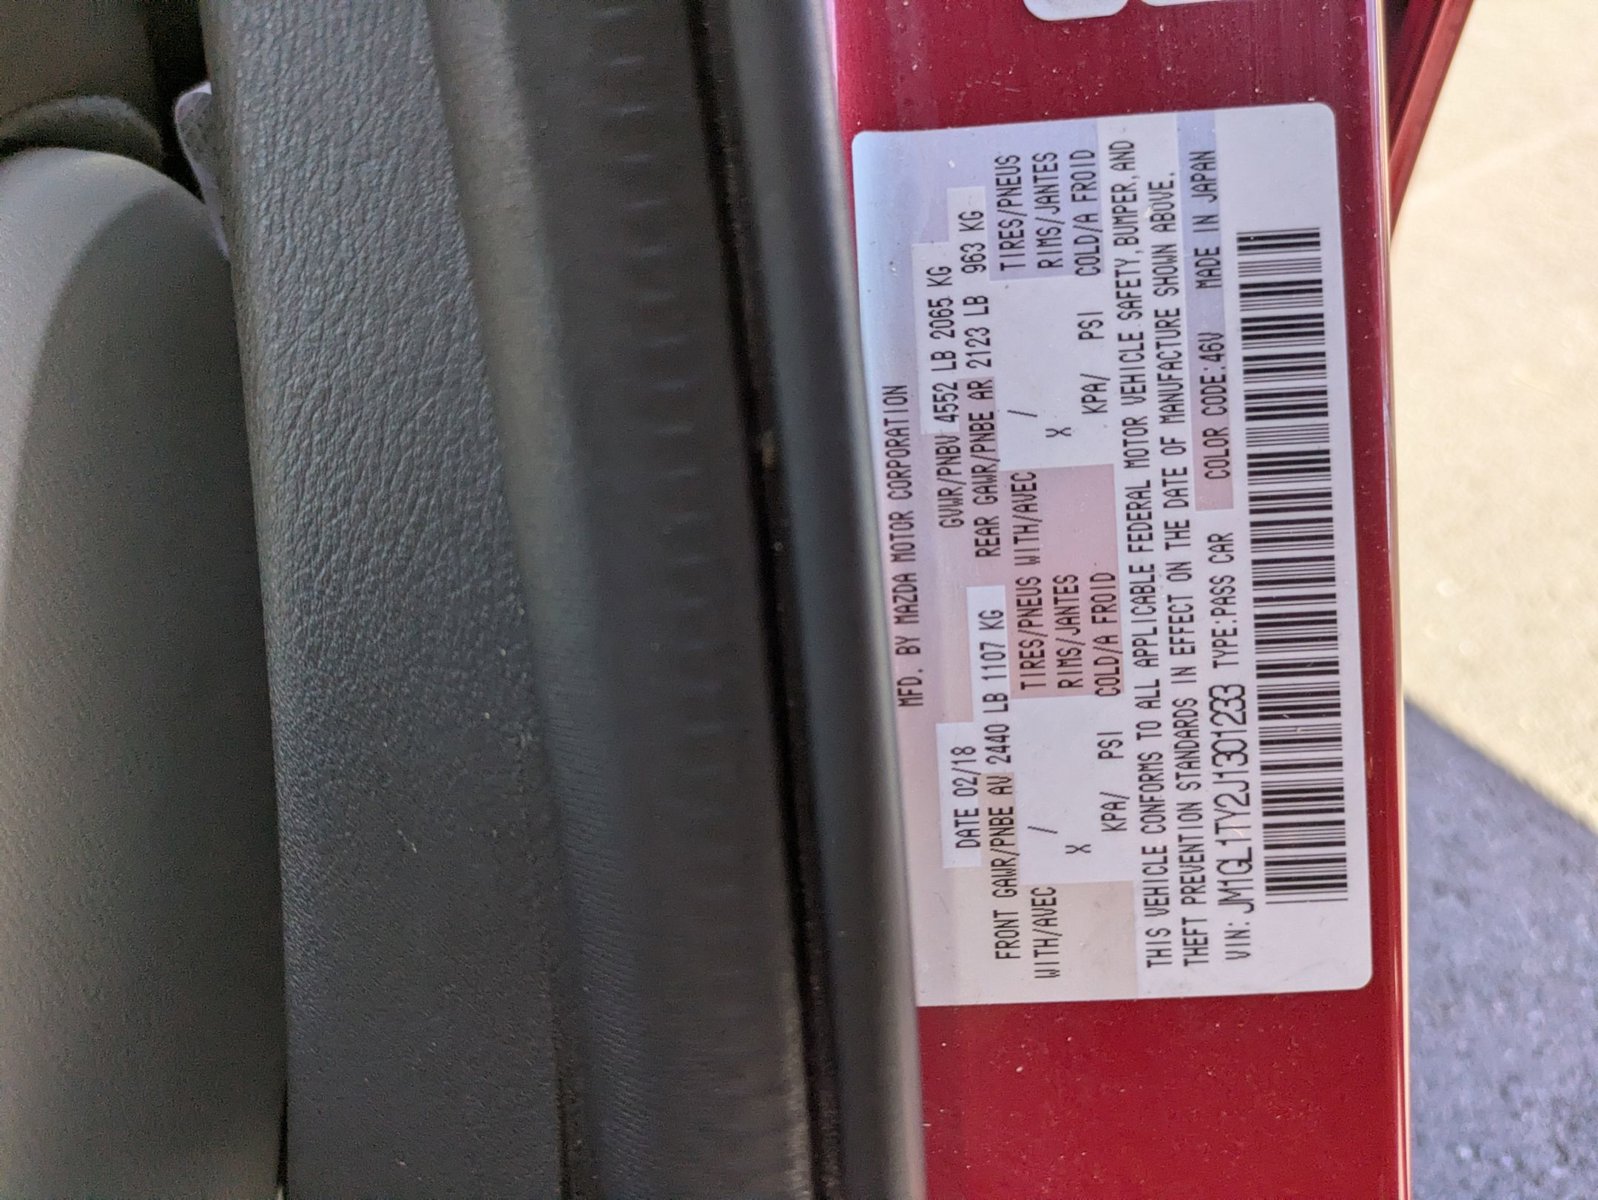 MFD. BY MAZDA MOTOR CORPORATION
DATE 02/18 GVWR/PNBV 4552 LB 2065 KG
FRONT GAWR/PNBE AV 2440 LB 1107 KG REAR GAWR/PNBE AR 2123 LB 963 KG
WITH/AVEC / TIRES/PNEUS WITH/AVEC / TIRES/PNEUS
X RIMS/JANTES X RIMS/JANTES
KPA/ PSI COLD/A FROID KPA/ PSI COLD/A FROID
THIS VEHICLE CONFORMS TO ALL APPLICABLE FEDERAL MOTOR VEHICLE SAFETY,BUMPER,AND
THEFT PREVENTION STANDARDS IN EFFECT ON THE DATE OF MANUFACTURE SHOWN ABOVE.
VIN: JM1GL1TY2J1301233 TYPE:PASS CAR COLOR CODE:46V MADE IN JAPAN